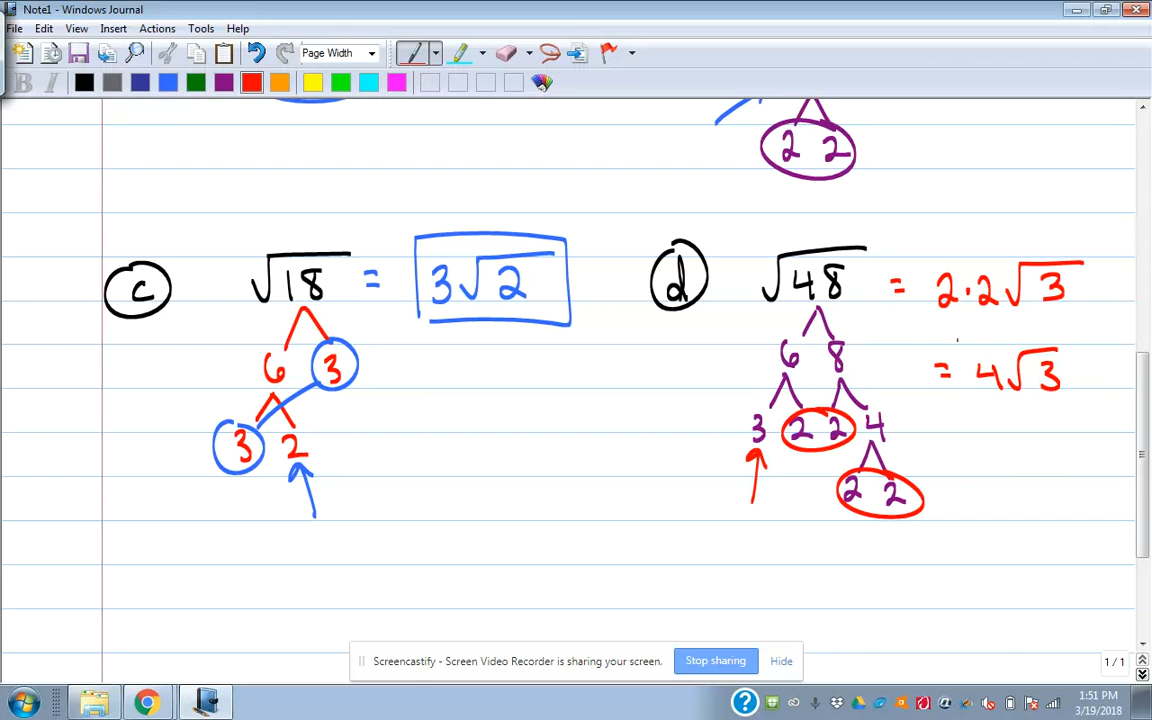 Note1 - Windows Journal
File Edit View Insert Actions Tools Help
Page Width
B I
2 2
c √18 = 3√2
d √48 = 2·2√3
6 3
6 8
= 4√3
3 2
3 2 2 4
2 2
Screencastify - Screen Video Recorder is sharing your screen. Stop sharing Hide
1 / 1
1:51 PM
3/19/2018